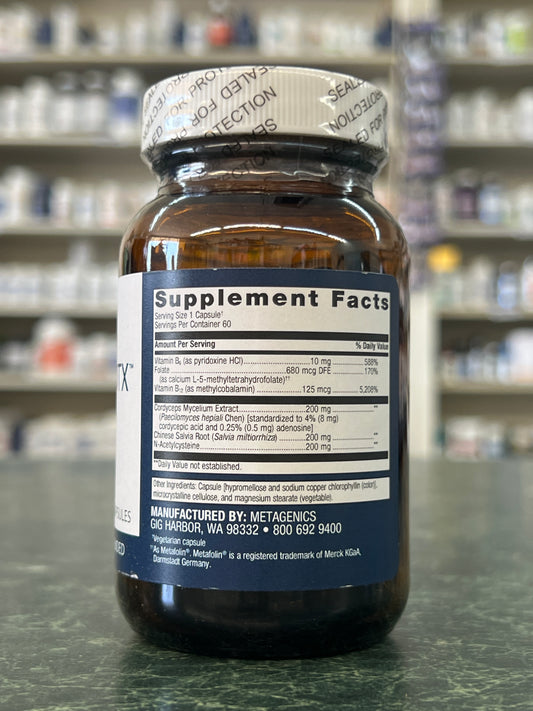 SEALED FOR
PROTECTION
SEALED FOR
PROTECTION
SEALED
TX™
Supplement Facts
Serving Size 1 Capsule†
Servings Per Container 60
Amount Per Serving % Daily Value
Vitamin B₆ (as pyridoxine HCl)............10 mg 588%
Folate............680 mcg DFE ............170%
(as calcium L-5-methyltetrahydrofolate)††
Vitamin B₁₂ (as methylcobalamin)............125 mcg 5,208%
Cordyceps Mycelium Extract............200 mg **
(Paecilomyces hepiali Chen) [standardized to 4% (8 mg)
cordycepic acid and 0.25% (0.5 mg) adenosine]
Chinese Salvia Root (Salvia miltiorrhiza)............200 mg **
N-Acetylcysteine............200 mg **
**Daily Value not established.
Other Ingredients: Capsule [hypromellose and sodium copper chlorophyllin (color)],
microcrystalline cellulose, and magnesium stearate (vegetable).
MANUFACTURED BY: METAGENICS
GIG HARBOR, WA 98332 • 800 692 9400
†Vegetarian capsule
††As Metafolin®. Metafolin® is a registered trademark of Merck KGaA,
Darmstadt Germany.